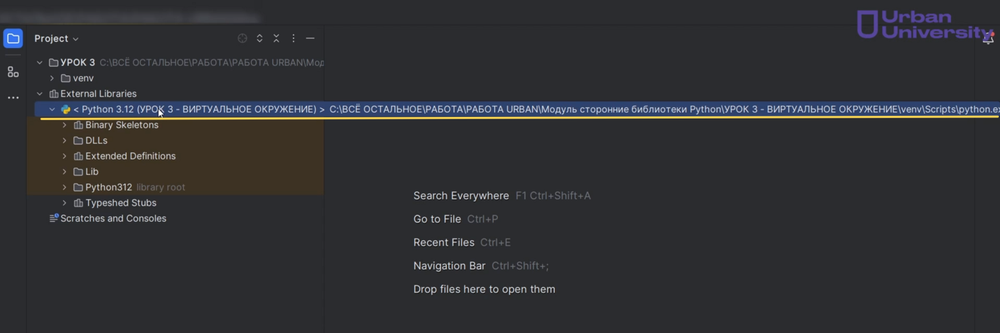 Urban
University
Project
УРОК 3 C:\ВСЁ ОСТАЛЬНОЕ\РАБОТА\РАБОТА URBAN\Мод
venv
External Libraries
< Python 3.12 (УРОК 3 - ВИРТУАЛЬНОЕ ОКРУЖЕНИЕ) > C:\ВСЁ ОСТАЛЬНОЕ\РАБОТА\РАБОТА URBAN\Модуль сторонние библиотеки Python\УРОК 3 - ВИРТУАЛЬНОЕ ОКРУЖЕНИЕ\venv\Scripts\python.ex
Binary Skeletons
DLLs
Extended Definitions
Lib
Python312 library root
Typeshed Stubs
Scratches and Consoles
Search Everywhere F1 Ctrl+Shift+A
Go to File Ctrl+P
Recent Files Ctrl+E
Navigation Bar Ctrl+Shift+;
Drop files here to open them